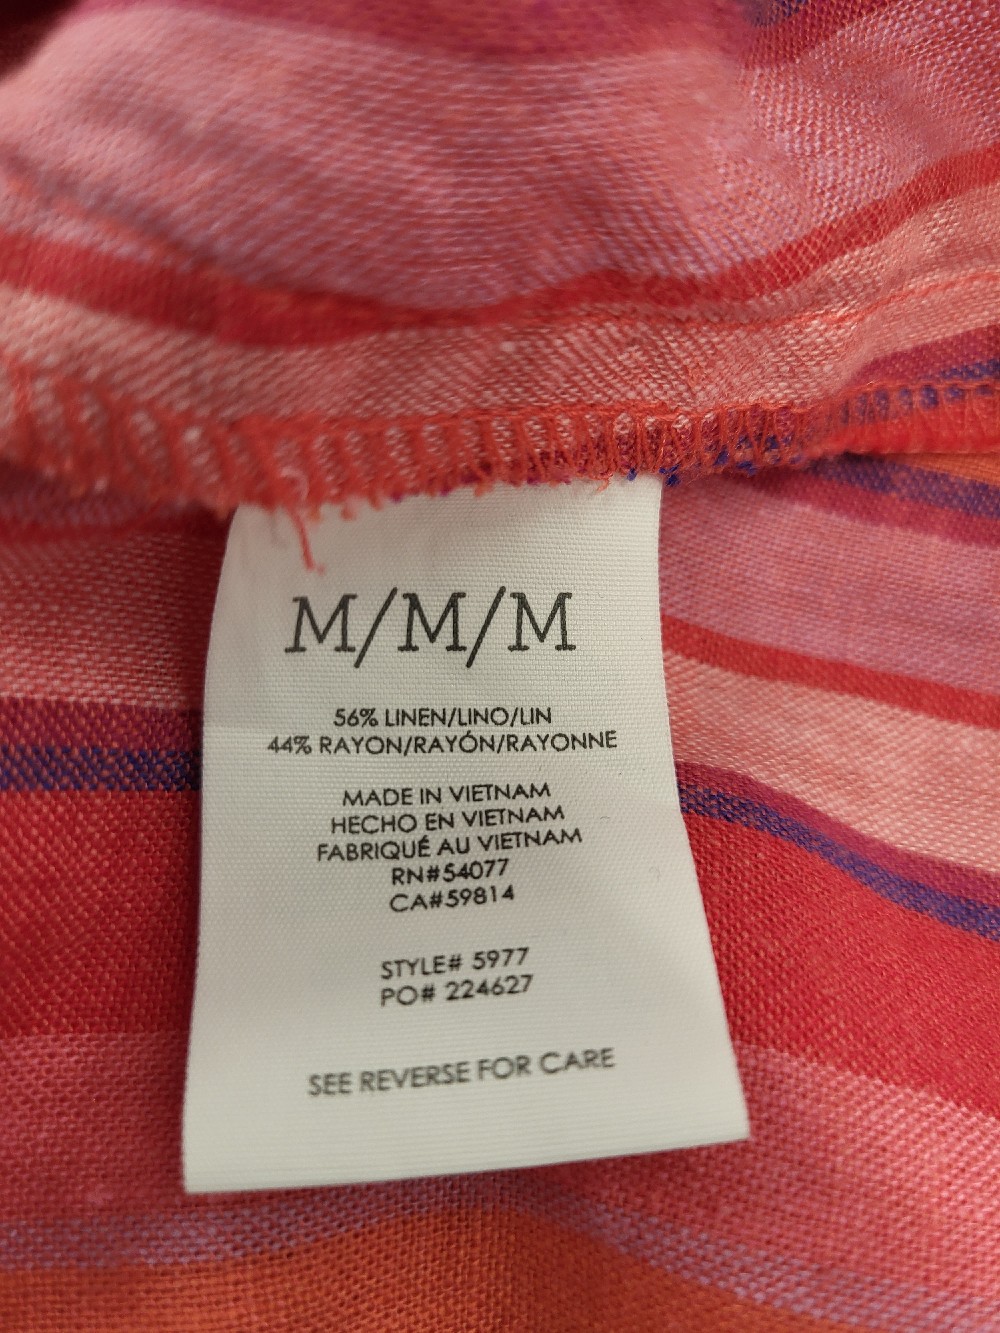 M/M/M
56% LINEN/LINO/LIN
44% RAYON/RAYÓN/RAYONNE
MADE IN VIETNAM
HECHO EN VIETNAM
FABRIQUÉ AU VIETNAM
RN#54077
CA#59814
STYLE# 5977
PO# 224627
SEE REVERSE FOR CARE